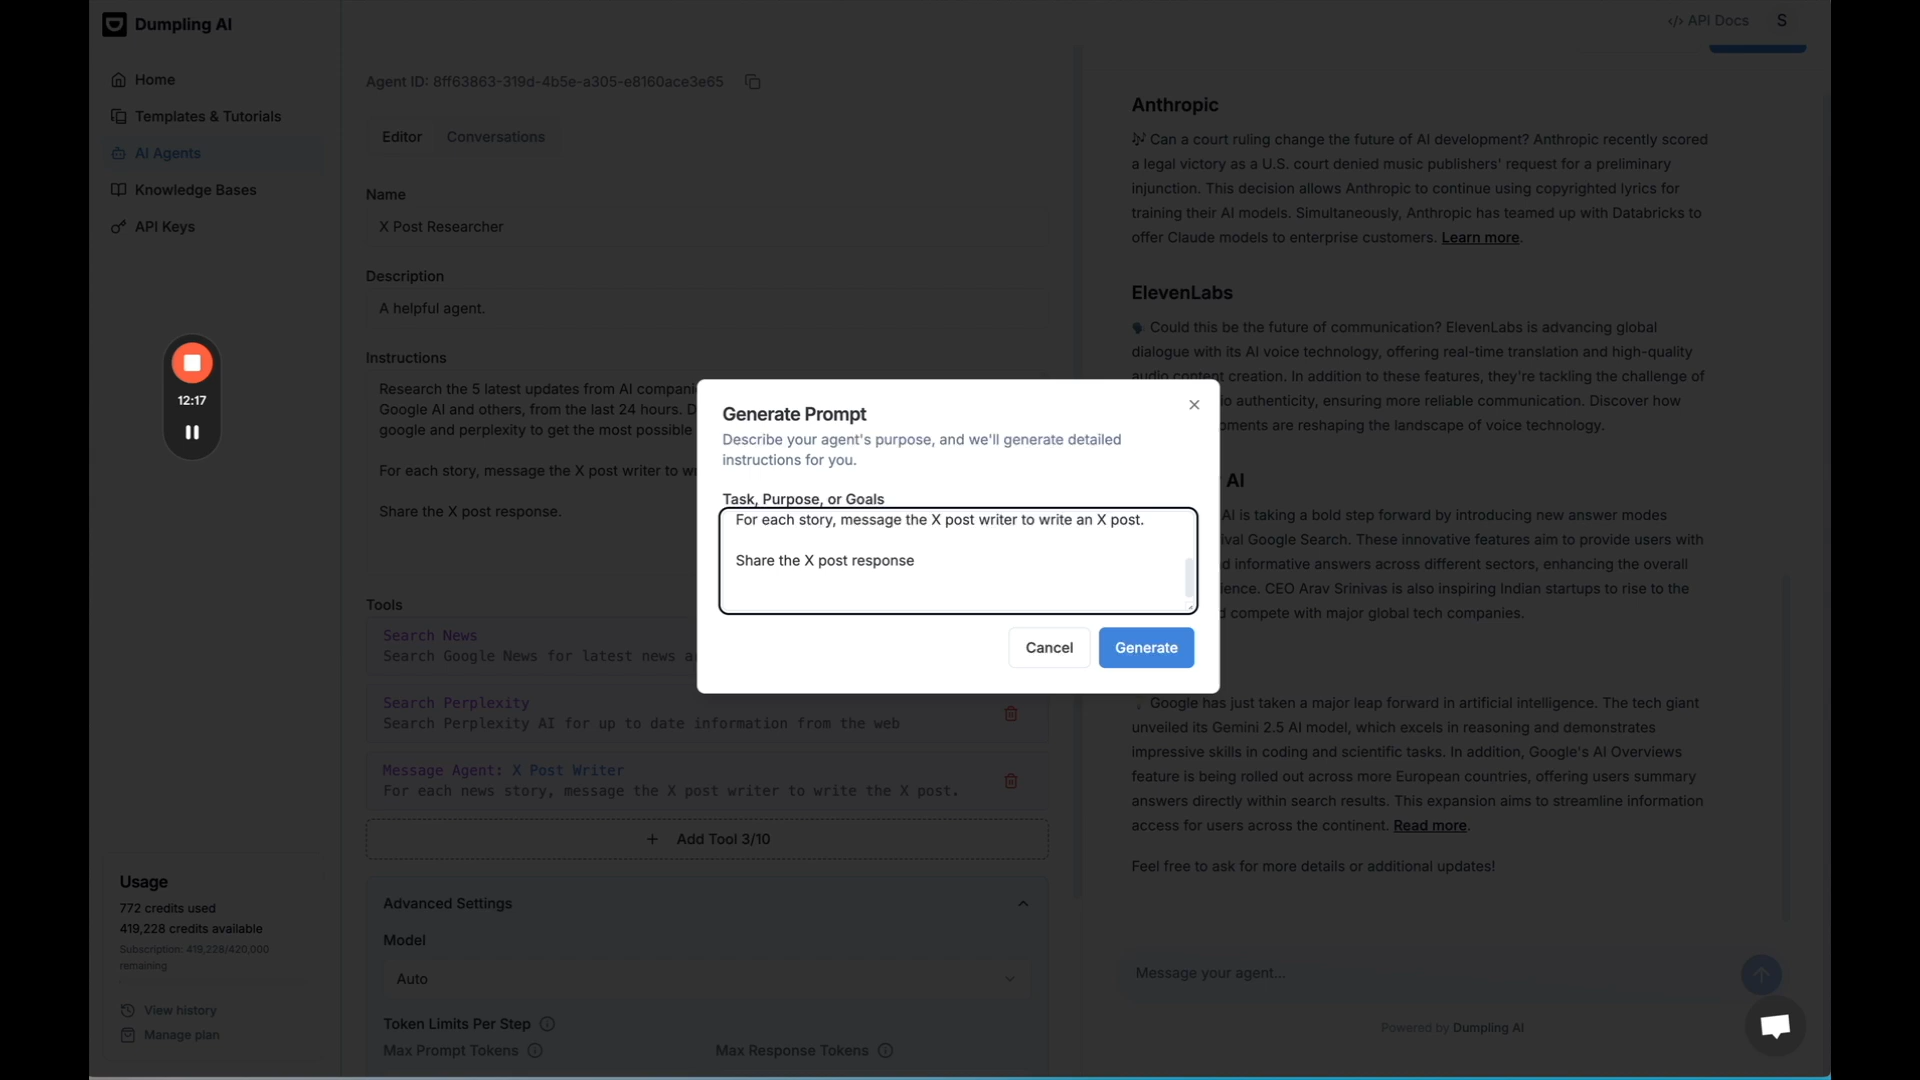 Dumpling AI
</> API Docs
S
Home
Templates & Tutorials
AI Agents
Knowledge Bases
API Keys
12:17
Usage
772 credits used
419,228 credits available
Subscription: 419,228/420,000
remaining
View history
Manage plan
Agent ID: 8ff63863-319d-4b5e-a305-e8160ace3e65
Editor
Conversations
Name
X Post Researcher
Description
A helpful agent.
Instructions
Research the 5 latest updates from AI compani
Google AI and others, from the last 24 hours. D
google and perplexity to get the most possible
For each story, message the X post writer to wr
Share the X post response.
Tools
Search News
Search Google News for latest news a
Search Perplexity
Search Perplexity AI for up to date information from the web
Message Agent: X Post Writer
For each news story, message the X post writer to write the X post.
+ Add Tool 3/10
Advanced Settings
Model
Auto
Token Limits Per Step
Max Prompt Tokens
Max Response Tokens
Generate Prompt
Describe your agent's purpose, and we'll generate detailed
instructions for you.
Task, Purpose, or Goals
For each story, message the X post writer to write an X post.
Share the X post response
Cancel
Generate
Anthropic
Can a court ruling change the future of AI development? Anthropic recently scored
a legal victory as a U.S. court denied music publishers' request for a preliminary
injunction. This decision allows Anthropic to continue using copyrighted lyrics for
training their AI models. Simultaneously, Anthropic has teamed up with Databricks to
offer Claude models to enterprise customers. Learn more.
ElevenLabs
Could this be the future of communication? ElevenLabs is advancing global
dialogue with its AI voice technology, offering real-time translation and high-quality
audio content creation. In addition to these features, they're tackling the challenge of
io authenticity, ensuring more reliable communication. Discover how
oments are reshaping the landscape of voice technology.
AI
AI is taking a bold step forward by introducing new answer modes
ival Google Search. These innovative features aim to provide users with
d informative answers across different sectors, enhancing the overall
ience. CEO Arav Srinivas is also inspiring Indian startups to rise to the
d compete with major global tech companies.
Google has just taken a major leap forward in artificial intelligence. The tech giant
unveiled its Gemini 2.5 AI model, which excels in reasoning and demonstrates
impressive skills in coding and scientific tasks. In addition, Google's AI Overviews
feature is being rolled out across more European countries, offering users summary
answers directly within search results. This expansion aims to streamline information
access for users across the continent. Read more.
Feel free to ask for more details or additional updates!
Message your agent...
Powered by Dumpling AI